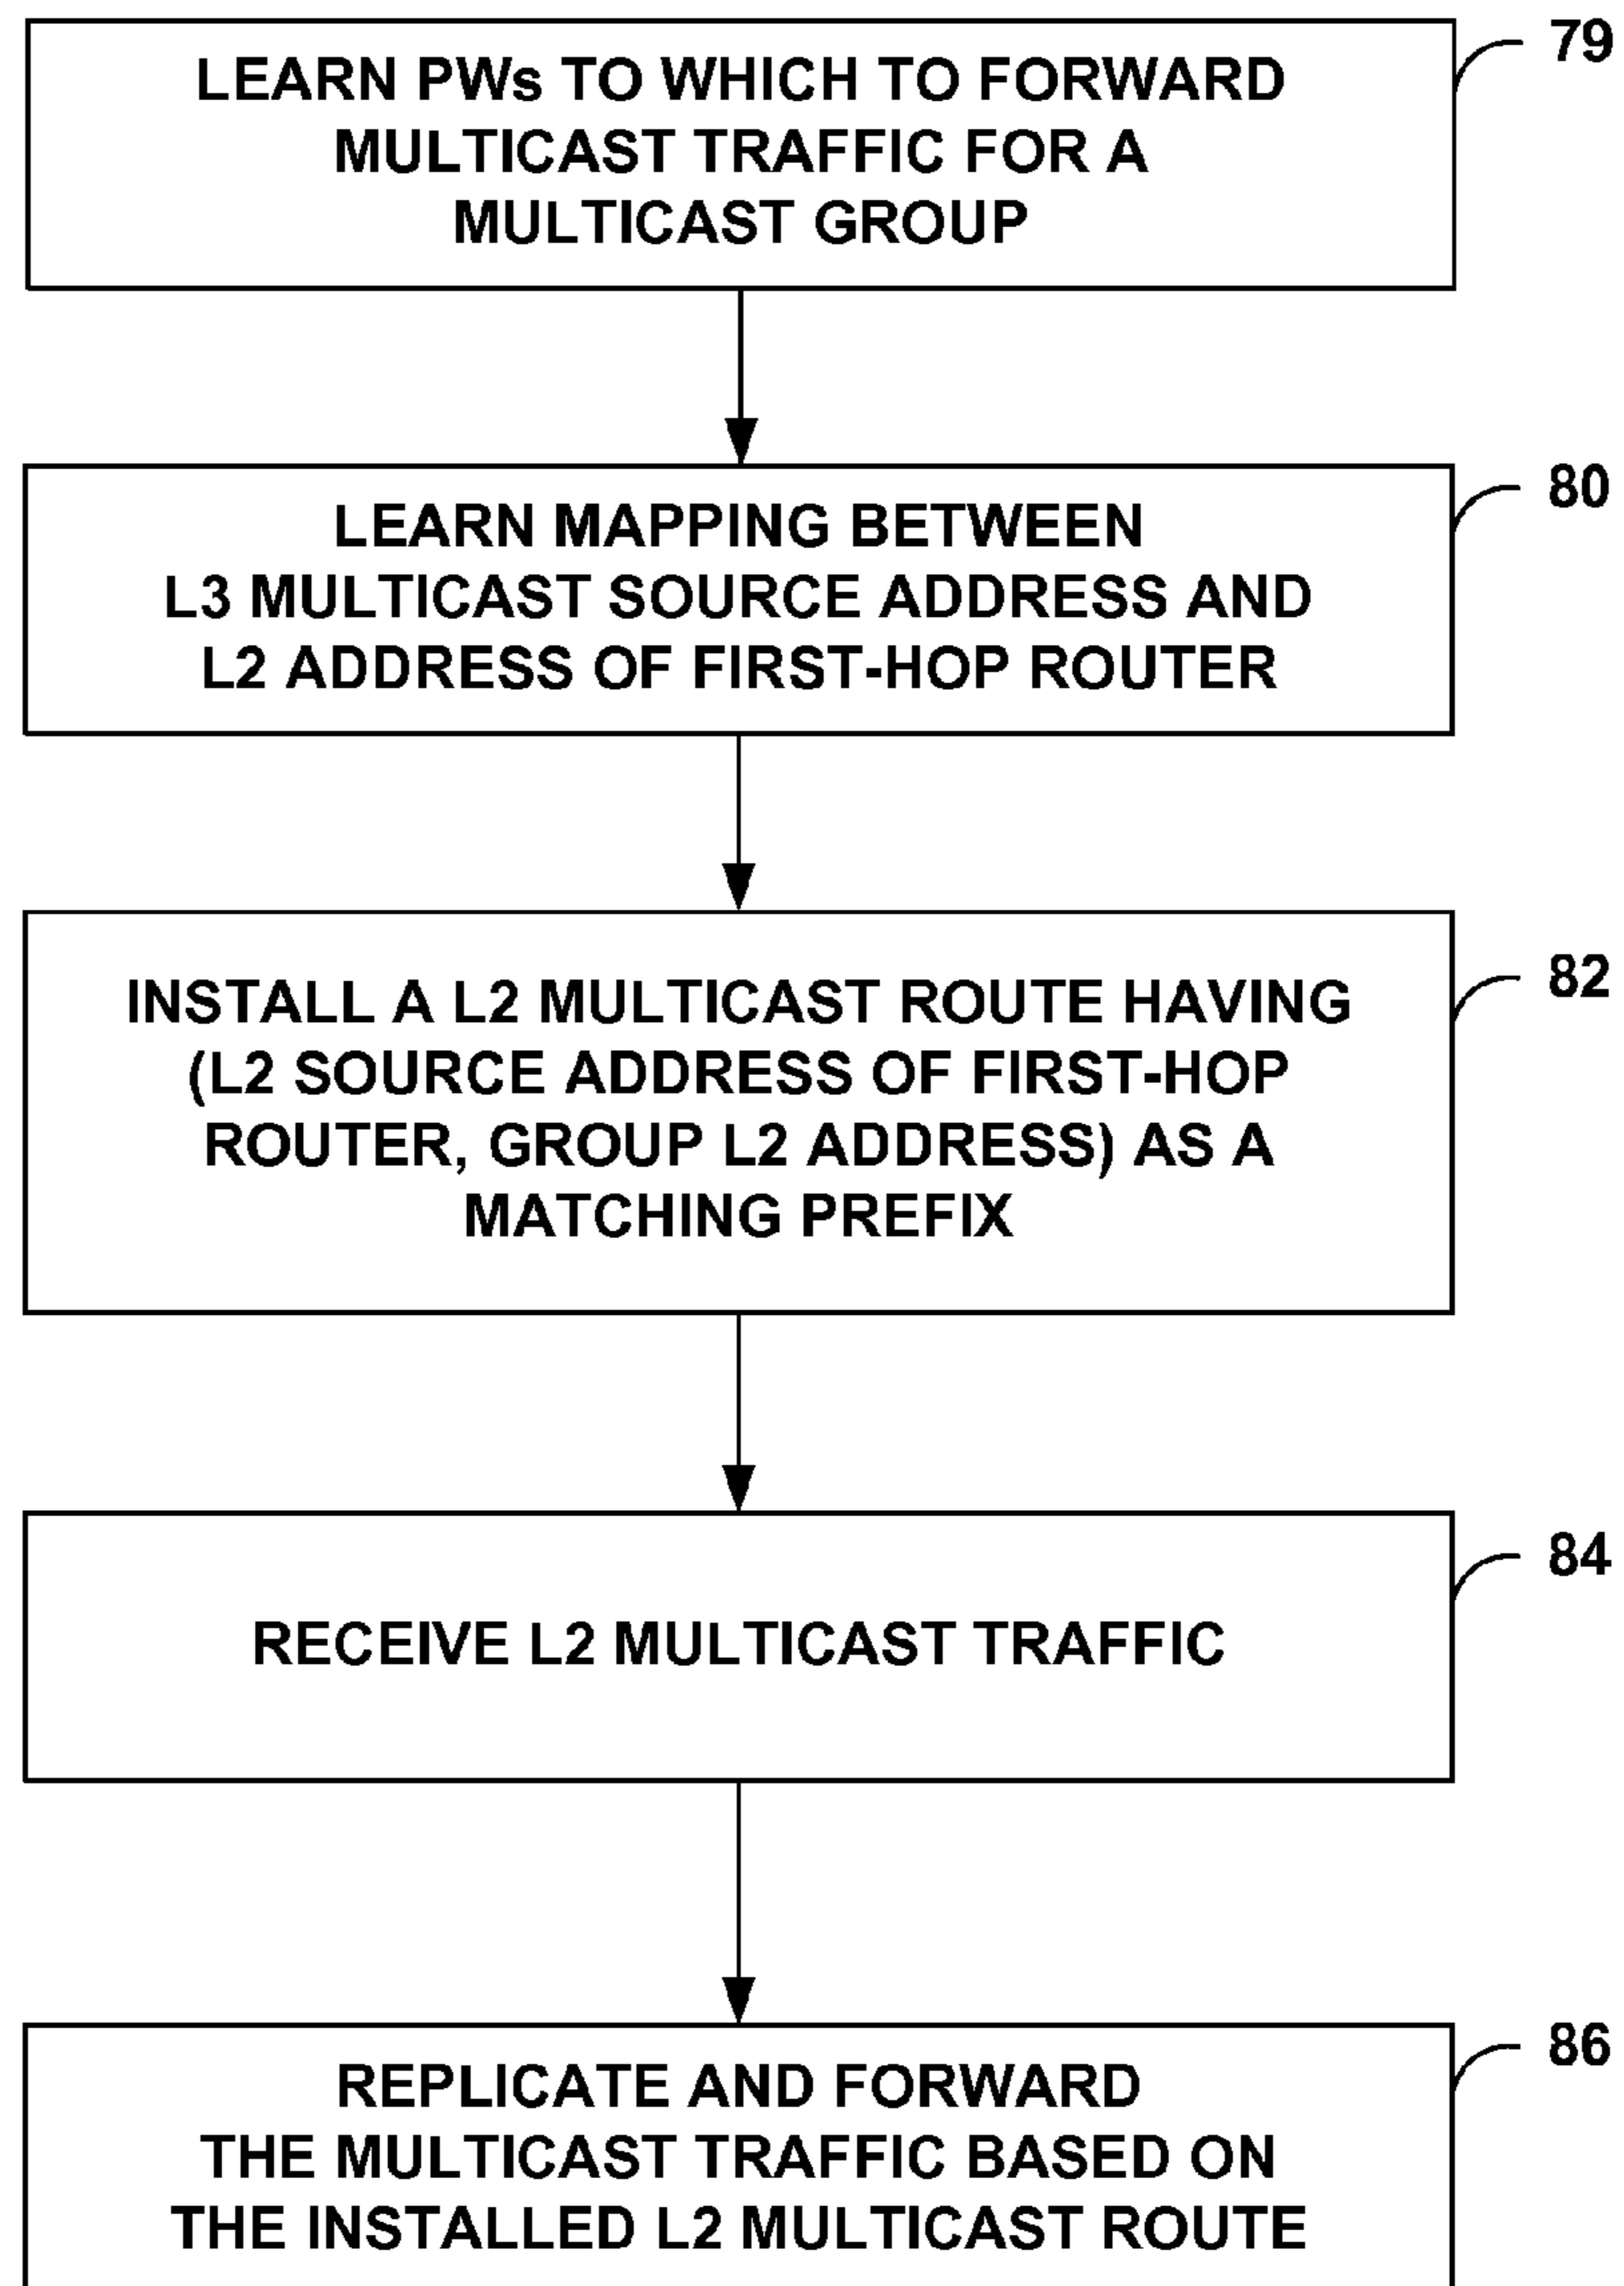 LEARN PWs TO WHICH TO FORWARD
MULTICAST TRAFFIC FOR A
MULTICAST GROUP
79
LEARN MAPPING BETWEEN
L3 MULTICAST SOURCE ADDRESS AND
L2 ADDRESS OF FIRST-HOP ROUTER
80
INSTALL A L2 MULTICAST ROUTE HAVING
(L2 SOURCE ADDRESS OF FIRST-HOP
ROUTER, GROUP L2 ADDRESS) AS A
MATCHING PREFIX
82
RECEIVE L2 MULTICAST TRAFFIC
84
REPLICATE AND FORWARD
THE MULTICAST TRAFFIC BASED ON
THE INSTALLED L2 MULTICAST ROUTE
86